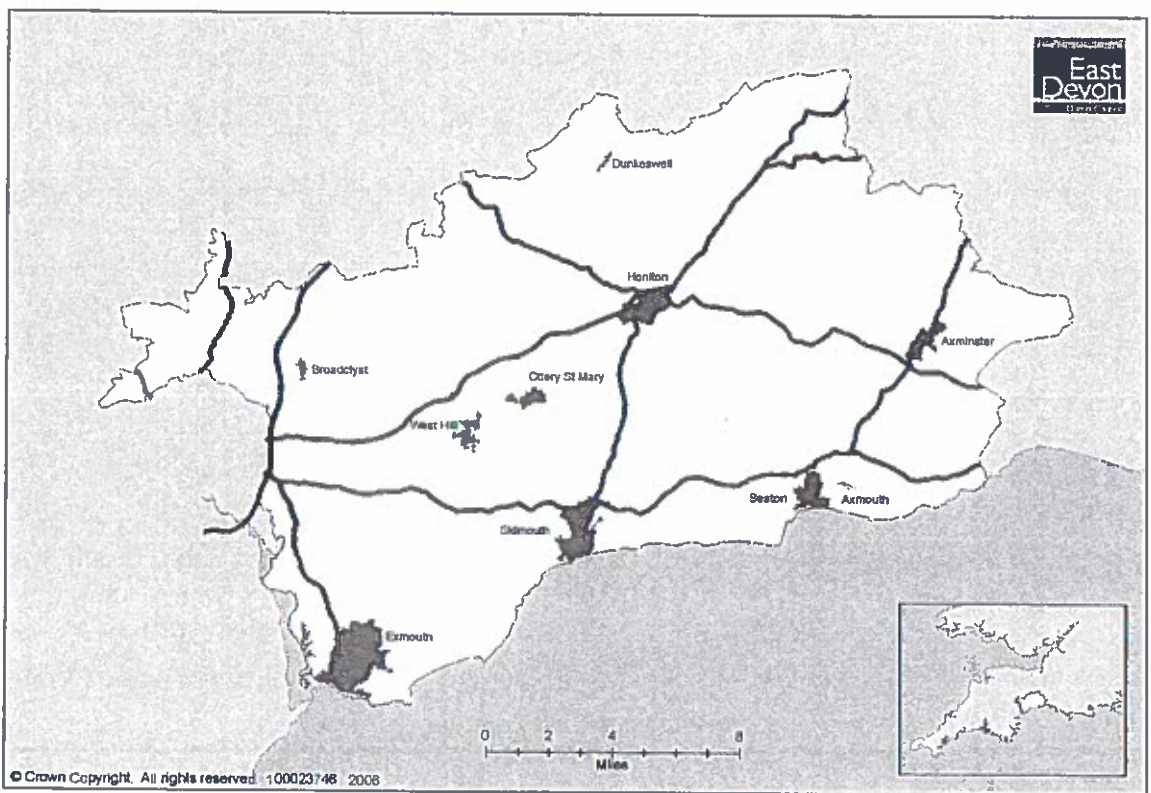 East
Devon
Dunkeswell
Honiton
Axminster
Broadclyst
Ottery St Mary
West Hill
Seaton
Axmouth
Sidmouth
Exmouth
0 2 4 8
Miles
© Crown Copyright. All rights reserved 100023746 2008